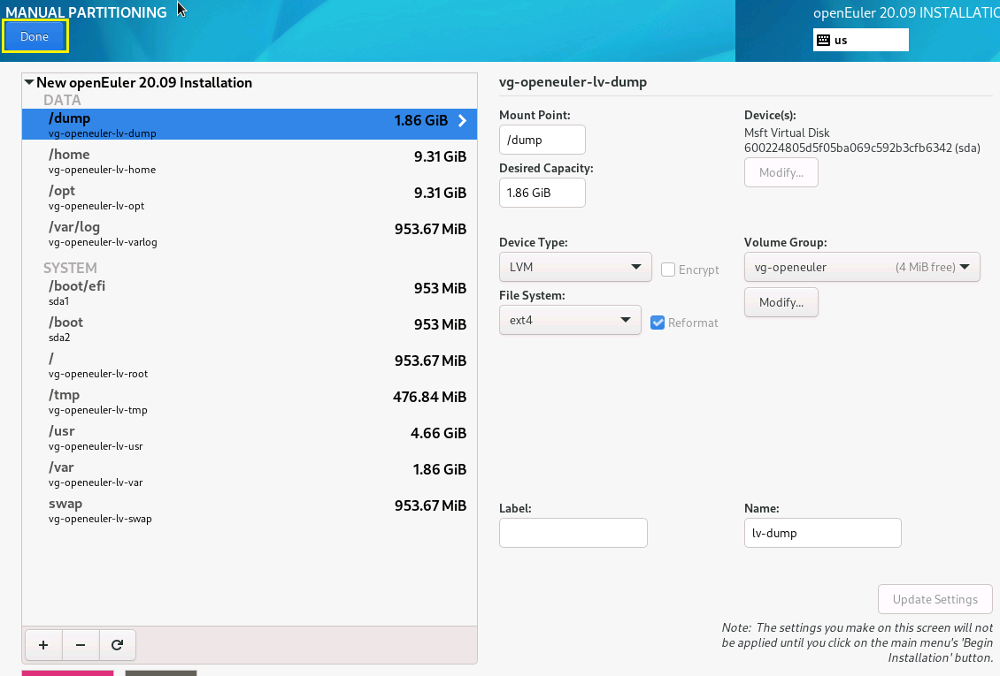 MANUAL PARTITIONING
openEuler 20.09 INSTALLATIO
Done
us
New openEuler 20.09 Installation
DATA
/dump
1.86 GiB
vg-openeuler-lv-dump
/home
9.31 GiB
vg-openeuler-lv-home
/opt
9.31 GiB
vg-openeuler-lv-opt
/var/log
953.67 MiB
vg-openeuler-lv-varlog
SYSTEM
/boot/efi
953 MiB
sda1
/boot
953 MiB
sda2
/
953.67 MiB
vg-openeuler-lv-root
/tmp
476.84 MiB
vg-openeuler-lv-tmp
/usr
4.66 GiB
vg-openeuler-lv-usr
/var
1.86 GiB
vg-openeuler-lv-var
swap
953.67 MiB
vg-openeuler-lv-swap
vg-openeuler-lv-dump
Mount Point:
/dump
Desired Capacity:
1.86 GiB
Device(s):
Msft Virtual Disk
600224805d5f05ba069c592b3cfb6342 (sda)
Modify...
Device Type:
LVM
Encrypt
File System:
ext4
Reformat
Volume Group:
vg-openeuler (4 MiB free)
Modify...
Label:
Name:
lv-dump
Update Settings
Note: The settings you make on this screen will not
be applied until you click on the main menu's 'Begin
Installation' button.